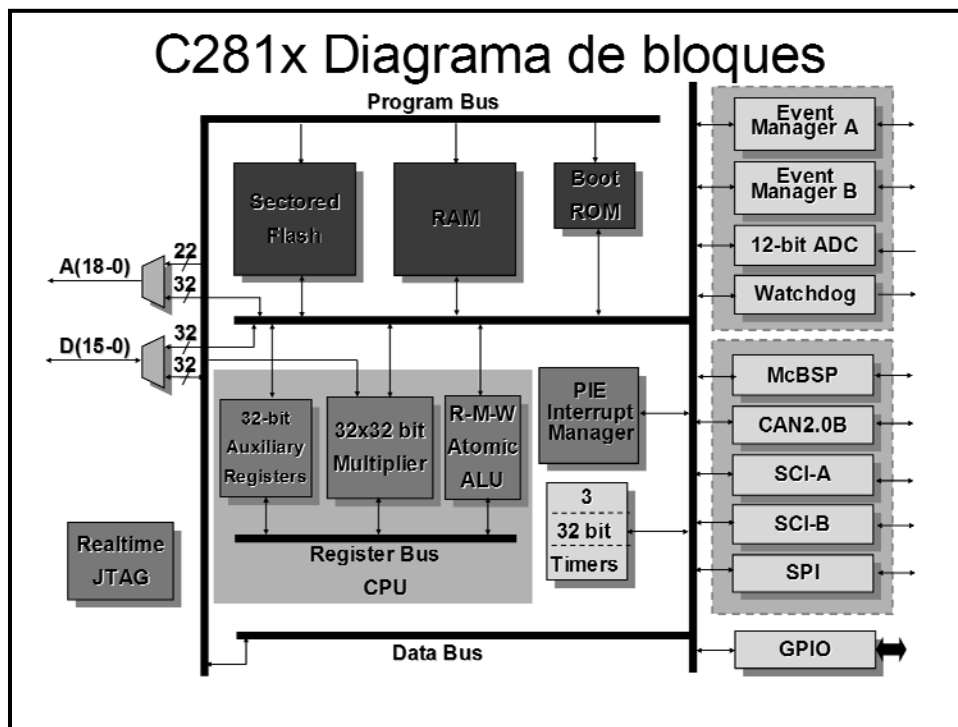 C281x Diagrama de bloques
Program Bus
Sectored
Flash
RAM
Boot
ROM
22
A(18-0)
32
32
D(15-0)
32
32-bit
Auxiliary
Registers
32x32 bit
Multiplier
R-M-W
Atomic
ALU
Register Bus
CPU
PIE
Interrupt
Manager
3
32 bit
Timers
Realtime
JTAG
Data Bus
Event
Manager A
Event
Manager B
12-bit ADC
Watchdog
McBSP
CAN2.0B
SCI-A
SCI-B
SPI
GPIO